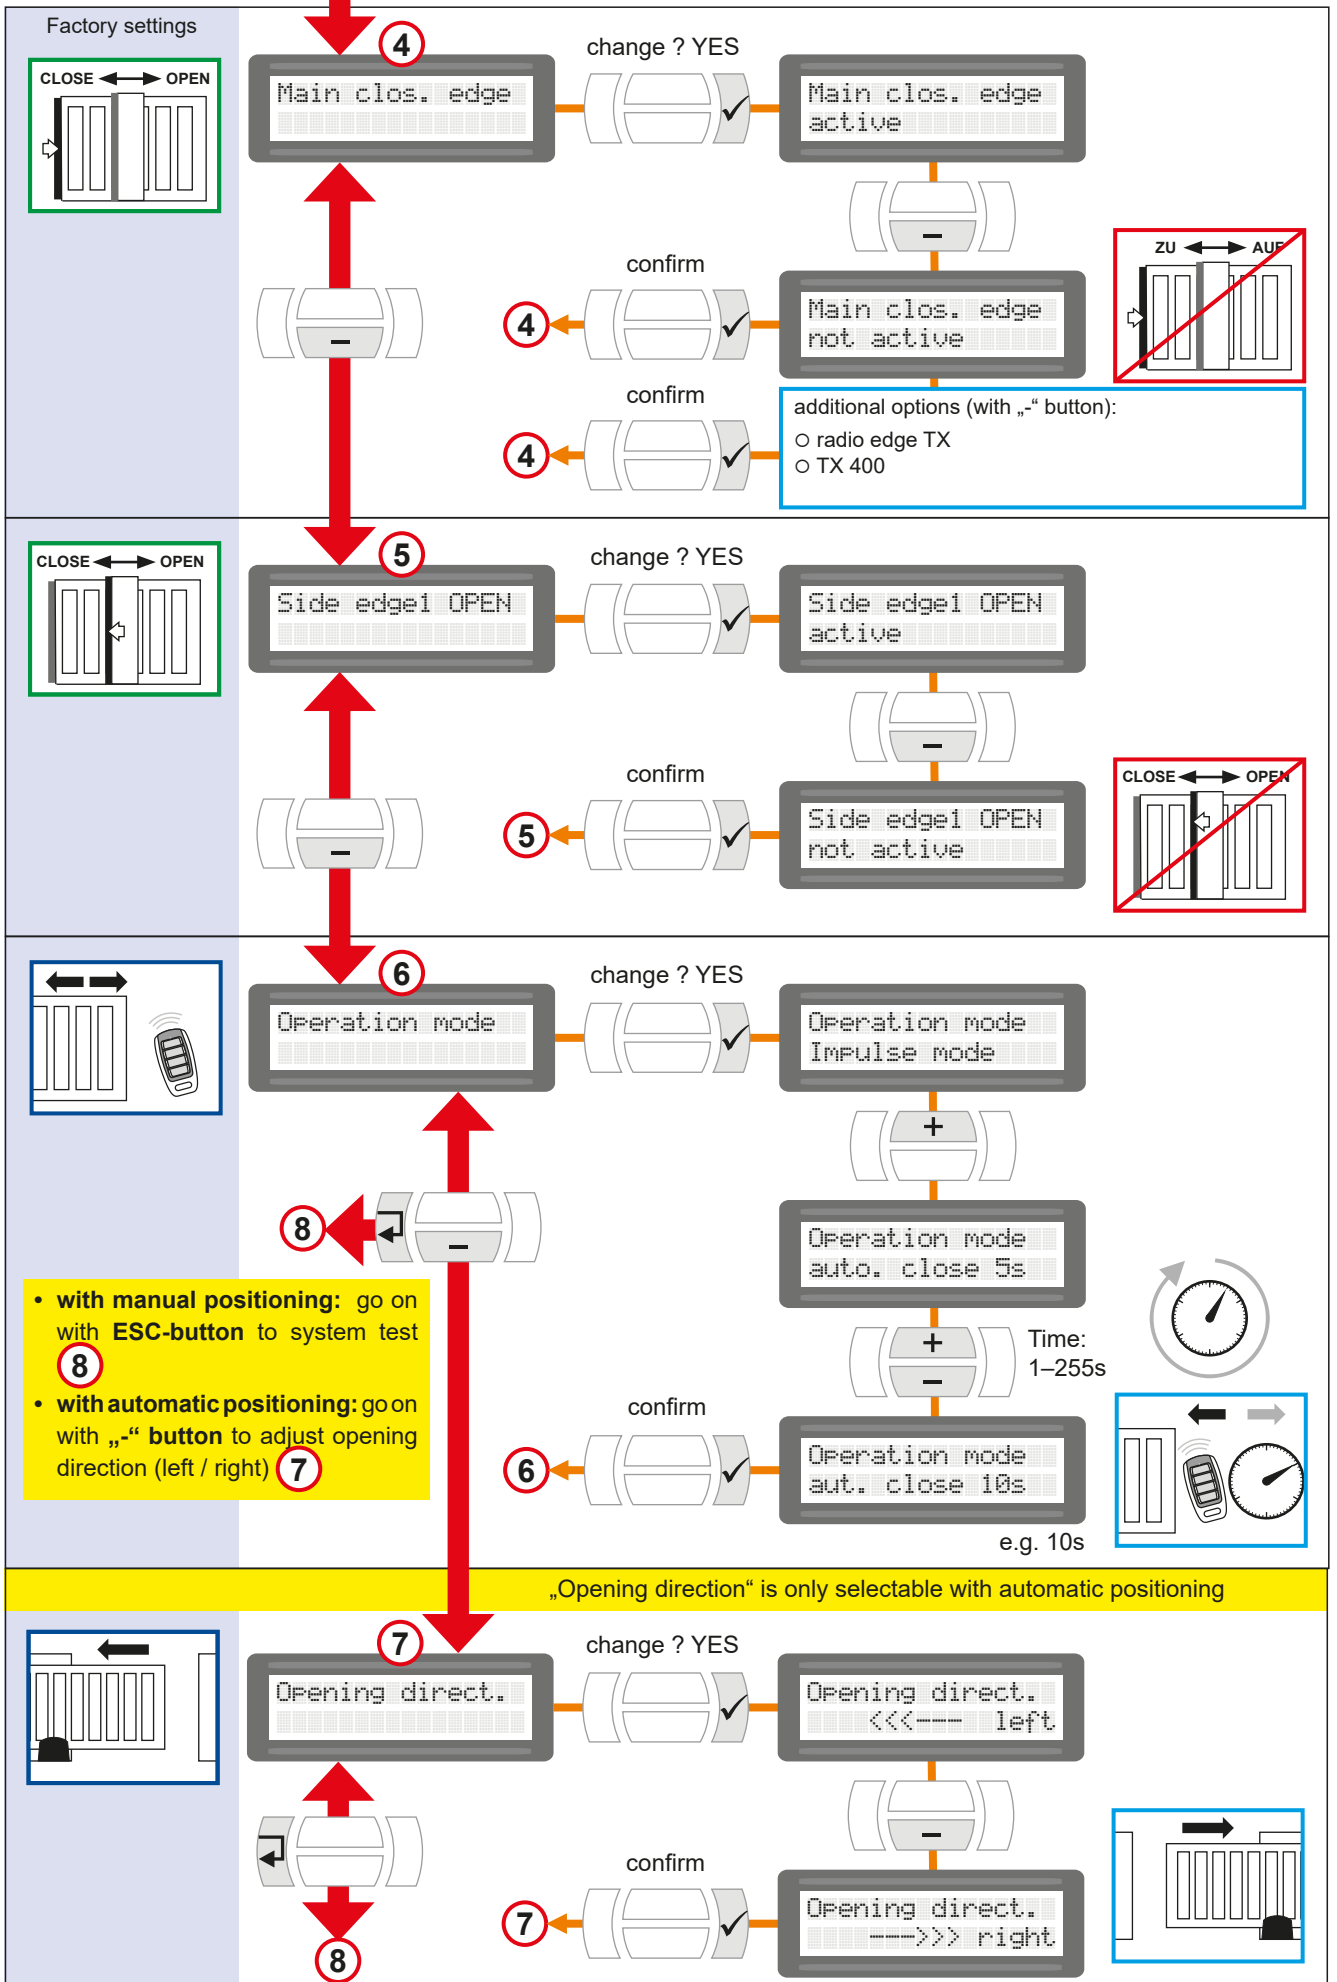 Factory settings
4
change ? YES
CLOSE OPEN
Main clos. edge
Main clos. edge
active
–
ZU AUF
confirm
4
Main clos. edge
not active
–
confirm
4
additional options (with „-“ button):
radio edge TX
TX 400
5
change ? YES
CLOSE OPEN
Side edge1 OPEN
Side edge1 OPEN
active
–
confirm
CLOSE OPEN
5
Side edge1 OPEN
not active
–
6
change ? YES
Operation mode
Operation mode
Impulse mode
+
8
–
Operation mode
auto. close 5s
• with manual positioning: go on
with ESC-button to system test
8
• with automatic positioning: go on
with „-“ button to adjust opening
direction (left / right) 7
+
–
Time:
1–255s
confirm
6
Operation mode
aut. close 10s
e.g. 10s
„Opening direction“ is only selectable with automatic positioning
7
change ? YES
Opening direct.
Opening direct.
<<<--- left
–
confirm
7
Opening direct.
--->>> right
8